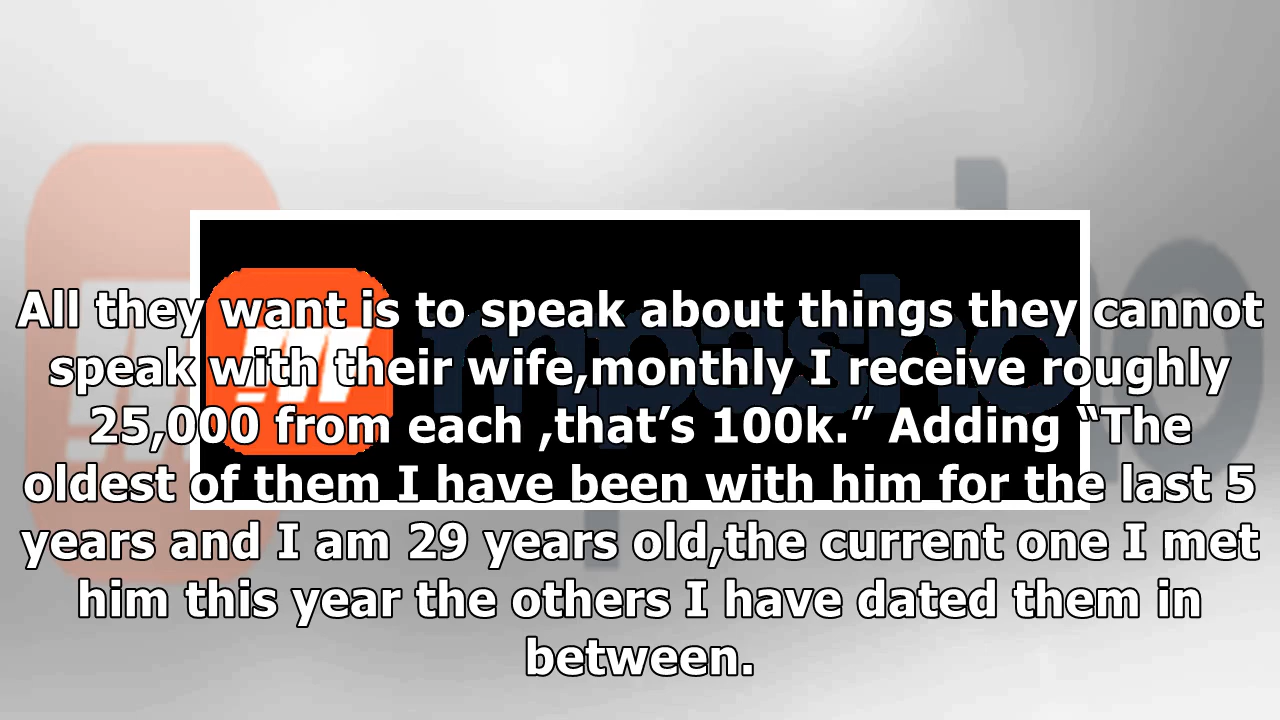 All they want is to speak about things they cannot
speak with their wife,monthly I receive roughly
25,000 from each ,that’s 100k.” Adding “The
oldest of them I have been with him for the last 5
years and I am 29 years old,the current one I met
him this year the others I have dated them in
between.
mpasho